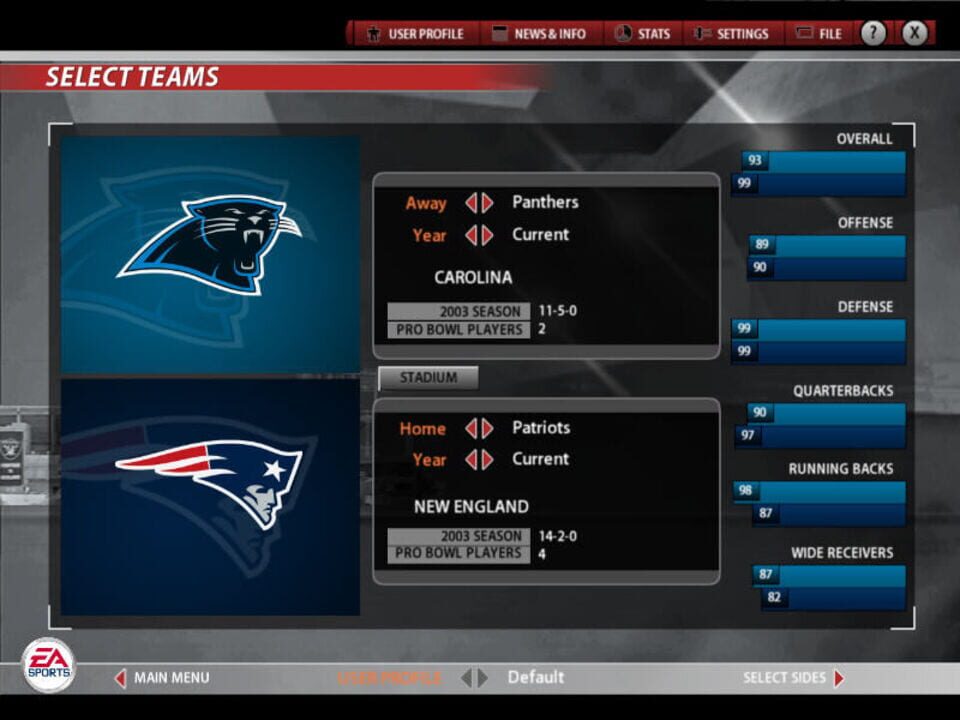 USER PROFILE NEWS & INFO STATS SETTINGS FILE ? X
SELECT TEAMS
Away Panthers
Year Current
CAROLINA
2003 SEASON 11-5-0
PRO BOWL PLAYERS 2
STADIUM
Home Patriots
Year Current
NEW ENGLAND
2003 SEASON 14-2-0
PRO BOWL PLAYERS 4
OVERALL
93
99
OFFENSE
89
90
DEFENSE
99
99
QUARTERBACKS
90
97
RUNNING BACKS
98
87
WIDE RECEIVERS
87
82
EA
SPORTS
MAIN MENU USER PROFILE Default SELECT SIDES